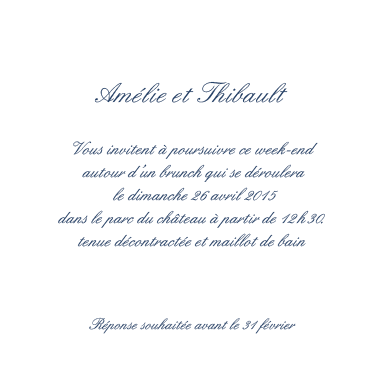 Amélie et Thibault
Vous invitent à poursuivre ce week-end
autour d'un brunch qui se déroulera
le dimanche 26 avril 2015
dans le parc du château à partir de 12h30.
tenue décontractée et maillot de bain
Réponse souhaitée avant le 31 février